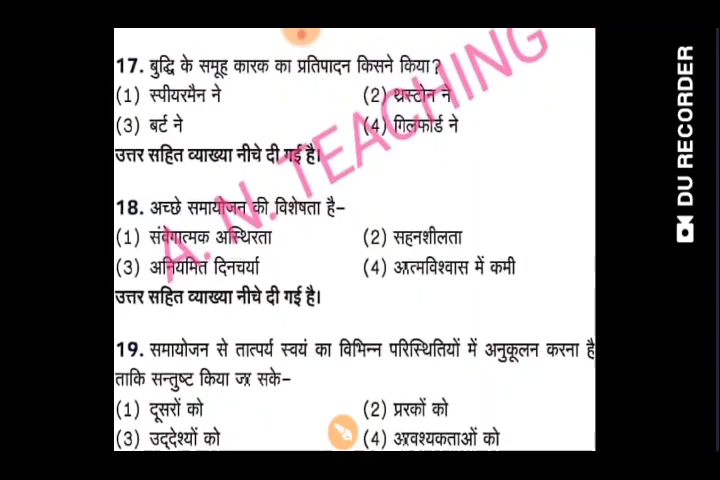 17. बुद्धि के समूह कारक का प्रतिपादन किसने किया?
(1) स्पीयरमैन ने (2) थ्रस्टोन ने
(3) बर्ट ने (4) गिलफोर्ड ने
उत्तर सहित व्याख्या नीचे दी गई है।
18. अच्छे समायोजन की विशेषता है–
(1) संवेगात्मक अस्थिरता (2) सहनशीलता
(3) अनियमित दिनचर्या (4) आत्मविश्वास में कमी
उत्तर सहित व्याख्या नीचे दी गई है।
19. समायोजन से तात्पर्य स्वयं का विभिन्न परिस्थितियों में अनुकूलन करना है
ताकि सन्तुष्ट किया जा सके–
(1) दूसरों को (2) प्ररकों को
(3) उद्देश्यों को (4) आवश्यकताओं को
A. N. TEACHING
DU RECORDER